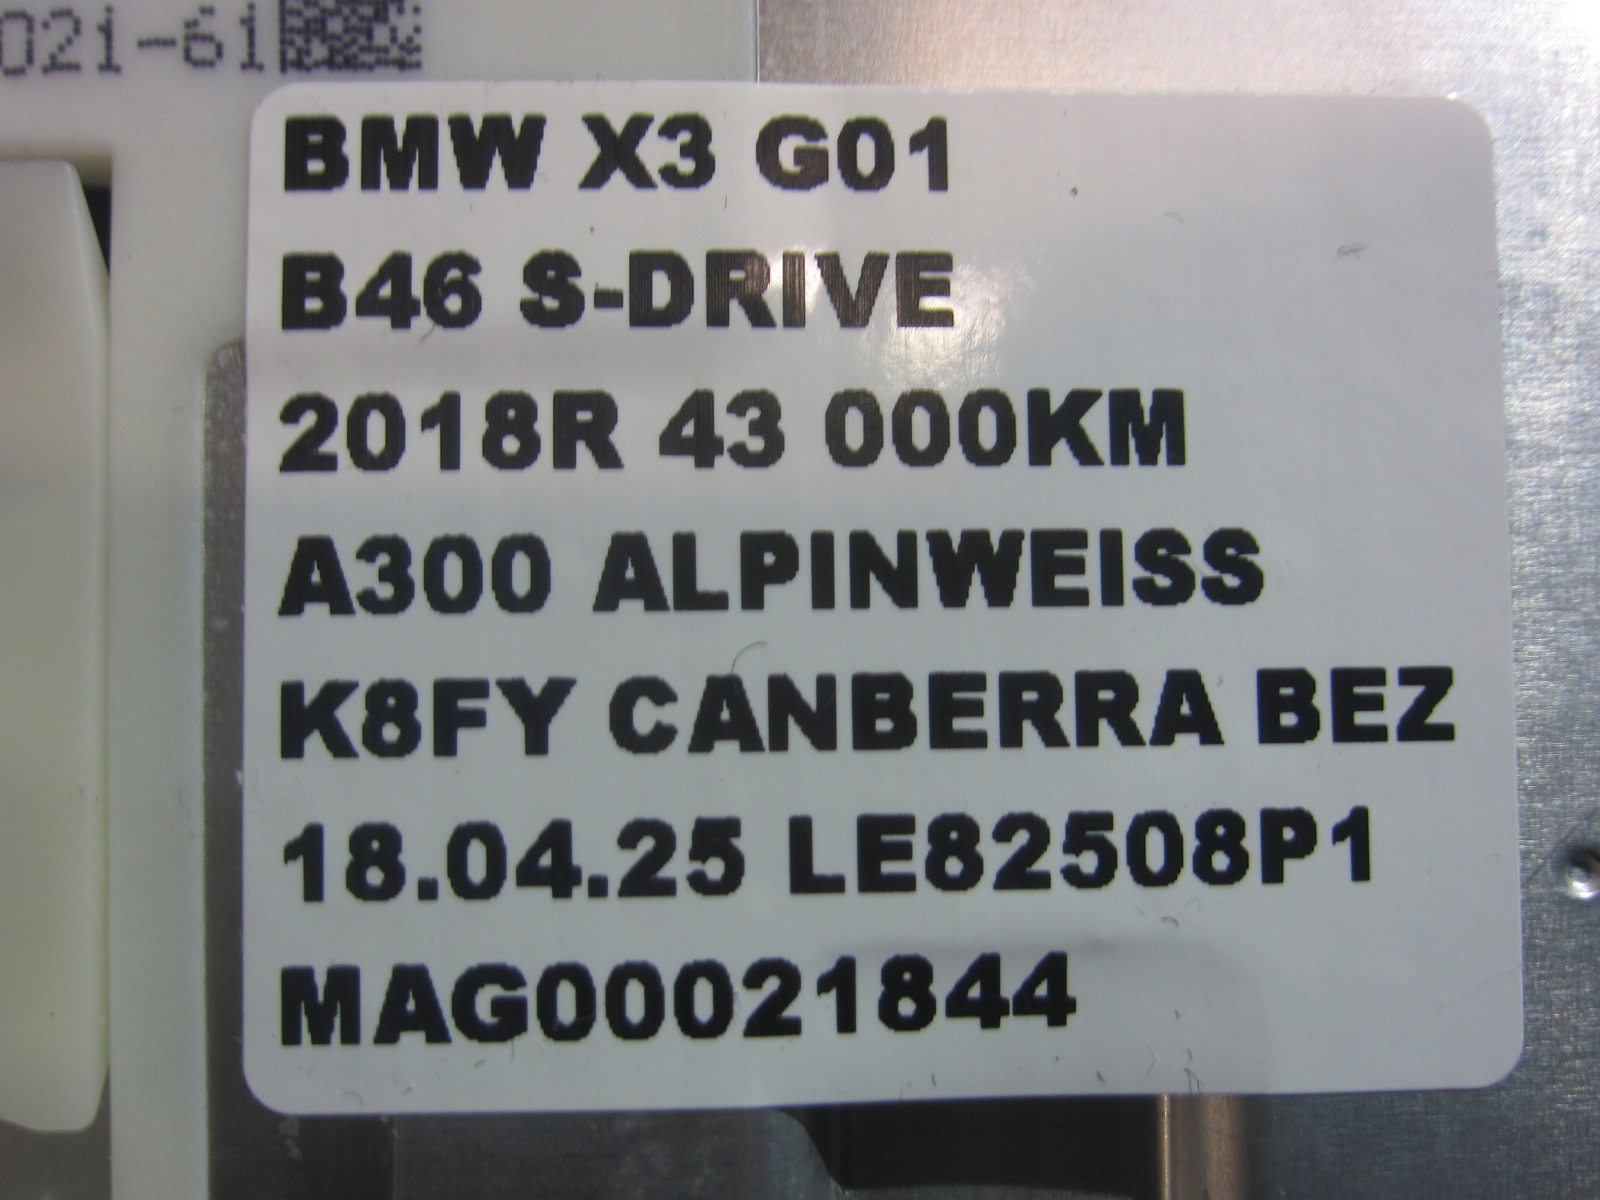 021-61
BMW X3 G01
B46 S-DRIVE
2018R 43 000KM
A300 ALPINWEISS
K8FY CANBERRA BEZ
18.04.25 LE82508P1
MAG00021844